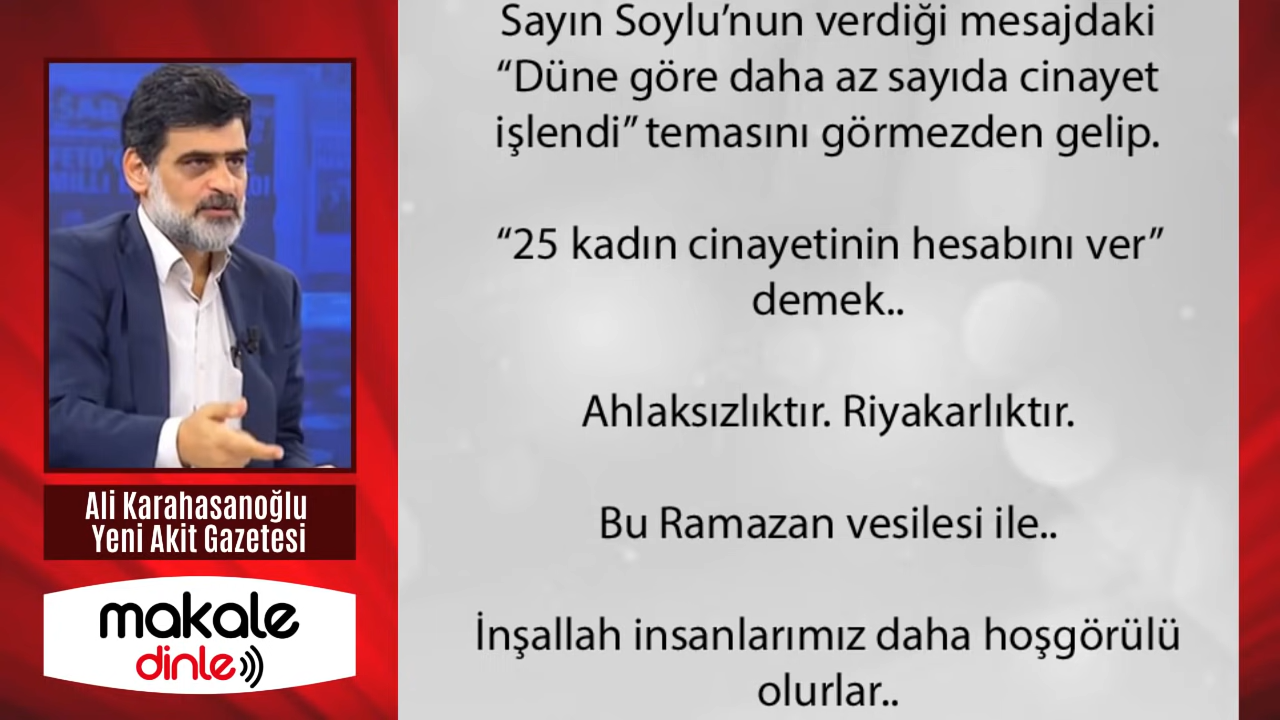 Sayın Soylu’nun verdiği mesajdaki
“Düne göre daha az sayıda cinayet
işlendi” temasını görmezden gelip.
“25 kadın cinayetinin hesabını ver”
demek..
Ahlaksızlıktır. Riyakarlıktır.
Bu Ramazan vesilesi ile..
İnşallah insanlarımız daha hoşgörülü
olurlar..
Ali Karahasanoğlu
Yeni Akit Gazetesi
makale
dinle